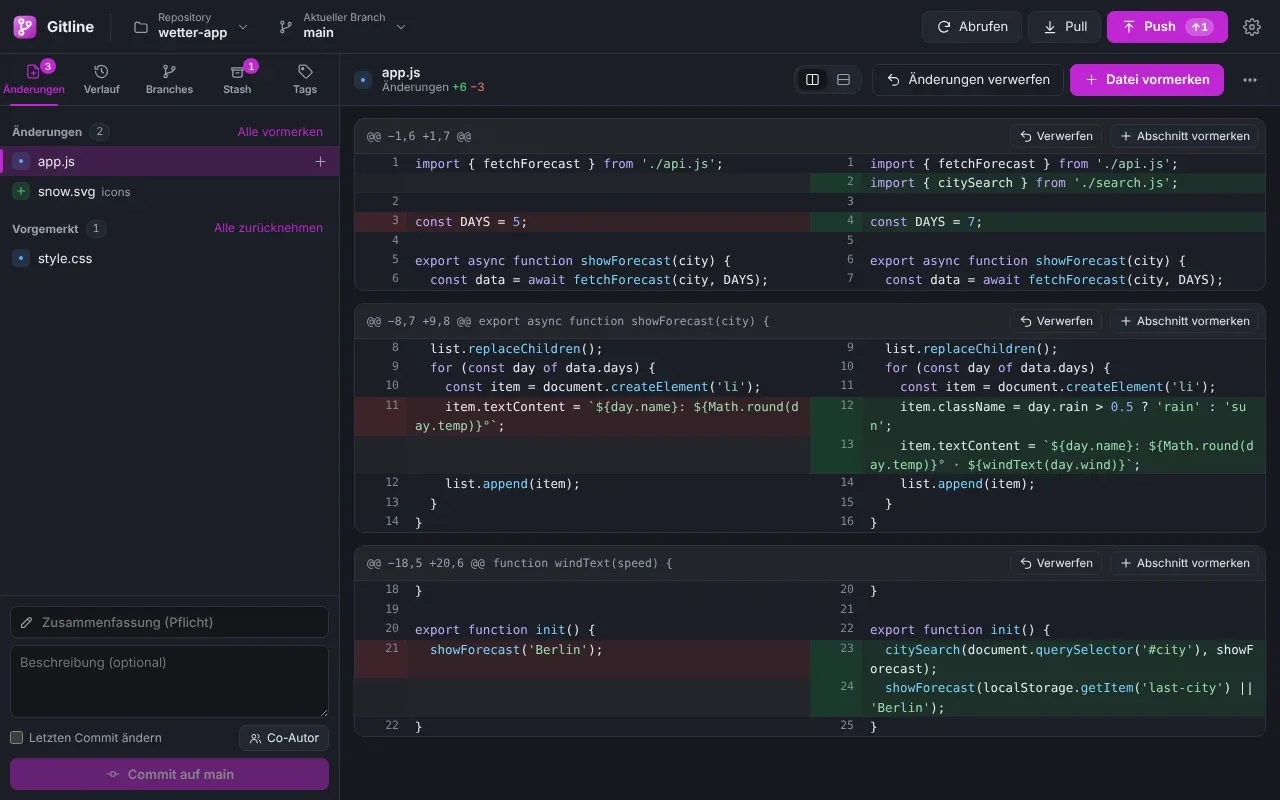 Gitline
Repository
wetter-app
Aktueller Branch
main
Abrufen
Pull
Push 1
Änderungen 3
Verlauf
Branches
Stash 1
Tags
Änderungen 2
Alle vormerken
app.js
snow.svg icons
Vorgemerkt 1
Alle zurücknehmen
style.css
Zusammenfassung (Pflicht)
Beschreibung (optional)
Letzten Commit ändern
Co-Autor
Commit auf main
app.js
Änderungen +6 −3
Änderungen verwerfen
Datei vormerken
@@ −1,6 +1,7 @@
Verwerfen
Abschnitt vormerken
1 import { fetchForecast } from './api.js';
1 import { fetchForecast } from './api.js';
2 import { citySearch } from './search.js';
2
3
3 const DAYS = 5;
4 const DAYS = 7;
4
5
5 export async function showForecast(city) {
6 export async function showForecast(city) {
6 const data = await fetchForecast(city, DAYS);
7 const data = await fetchForecast(city, DAYS);
@@ −8,7 +9,8 @@ export async function showForecast(city) {
Verwerfen
Abschnitt vormerken
8 list.replaceChildren();
9 list.replaceChildren();
9 for (const day of data.days) {
10 for (const day of data.days) {
10 const item = document.createElement('li');
11 const item = document.createElement('li');
11 item.textContent = `${day.name}: ${Math.round(d
ay.temp)}°`;
12 item.className = day.rain > 0.5 ? 'rain' : 'su
n';
13 item.textContent = `${day.name}: ${Math.round(d
ay.temp)}° · ${windText(day.wind)}`;
12 list.append(item);
14 list.append(item);
13 }
15 }
14 }
16 }
@@ −18,5 +20,6 @@ function windText(speed) {
Verwerfen
Abschnitt vormerken
18 }
20 }
19
21
20 export function init() {
22 export function init() {
21 showForecast('Berlin');
23 citySearch(document.querySelector('#city'), showF
orecast);
24 showForecast(localStorage.getItem('last-city') ||
'Berlin');
22 }
25 }